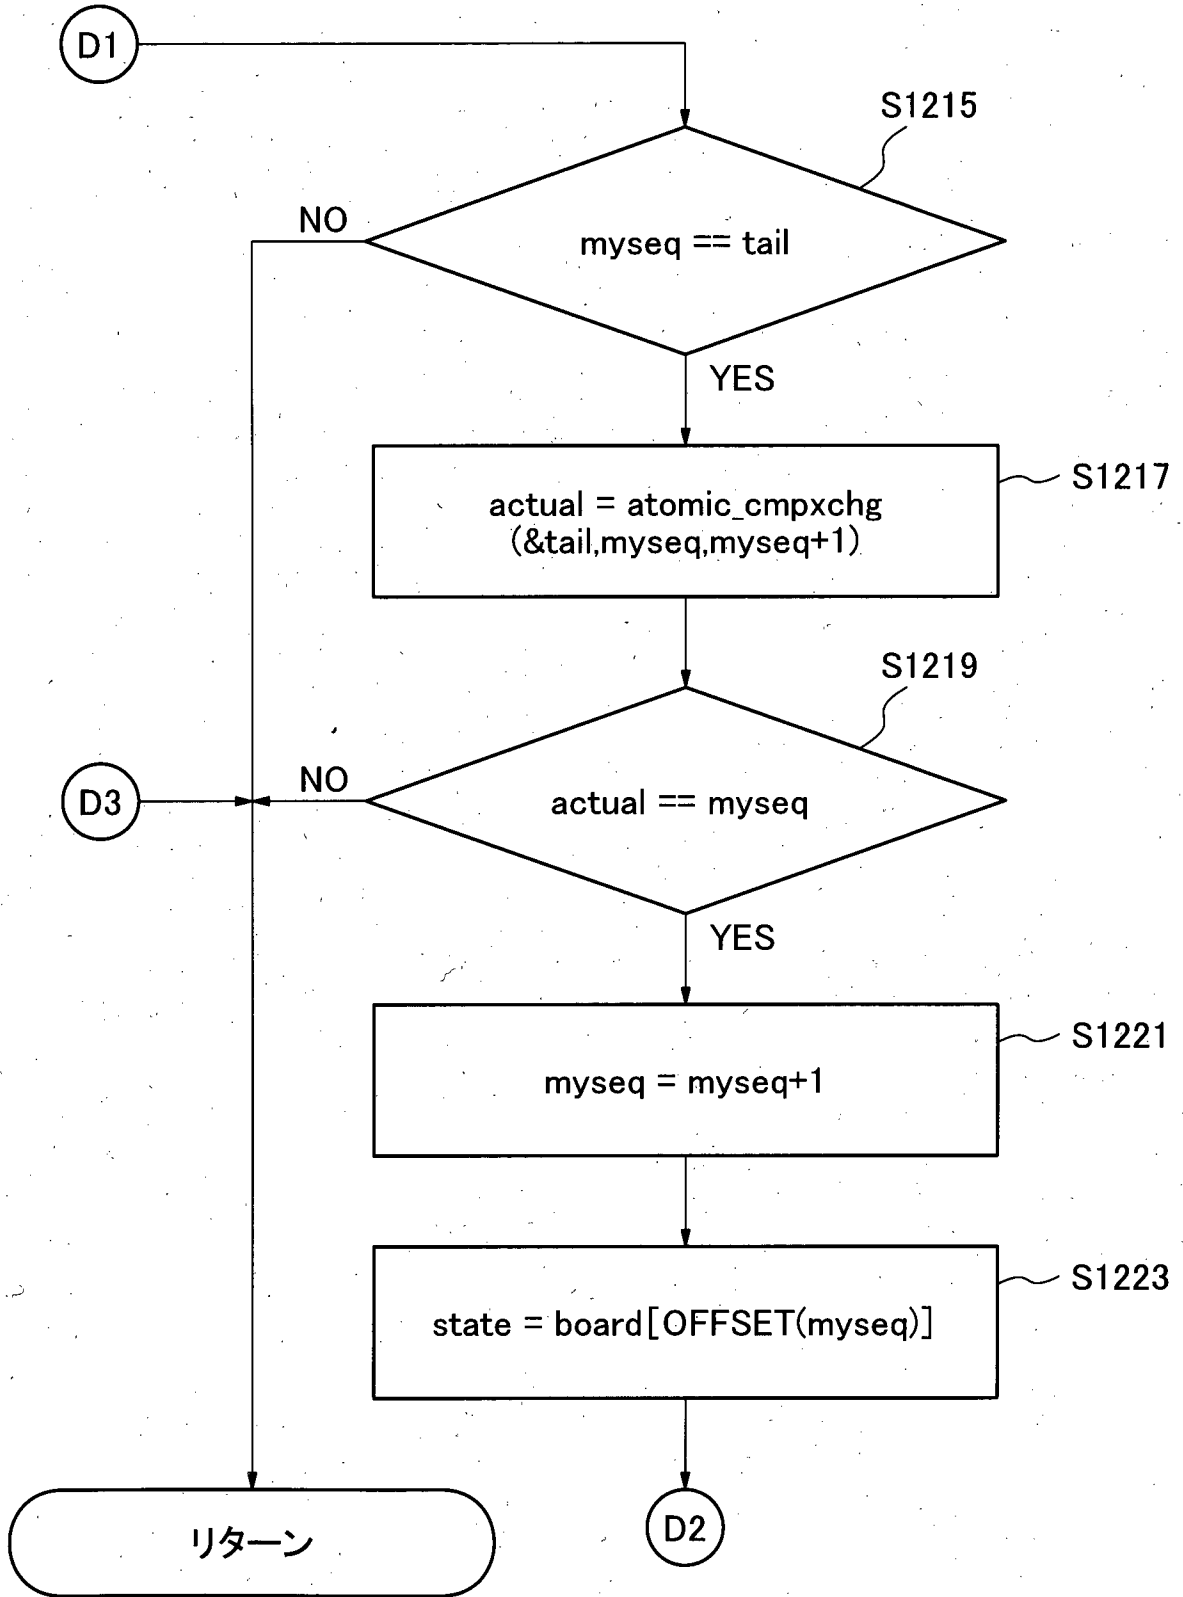 D1
S1215
NO
myseq == tail
YES
S1217
actual = atomic_cmpxchg
(&tail,myseq,myseq+1)
S1219
D3
NO
actual == myseq
YES
S1221
myseq = myseq+1
S1223
state = board[OFFSET(myseq)]
リターン
D2